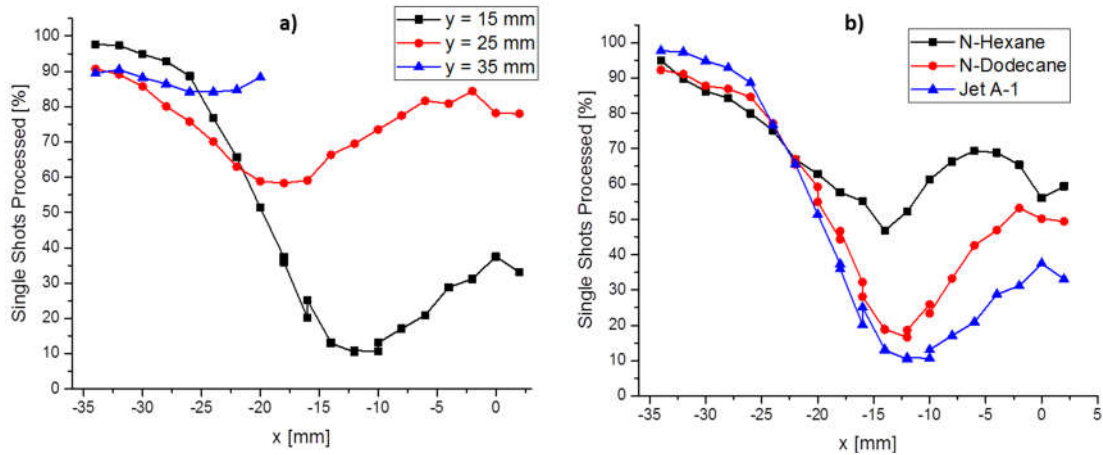 a)
y = 15 mm
y = 25 mm
y = 35 mm
Single Shots Processed [%]
100
90
80
70
60
50
40
30
20
10
0
-35 -30 -25 -20 -15 -10 -5 0
x [mm]
b)
N-Hexane
N-Dodecane
Jet A-1
Single Shots Processed [%]
100
90
80
70
60
50
40
30
20
10
0
-35 -30 -25 -20 -15 -10 -5 0 5
x [mm]